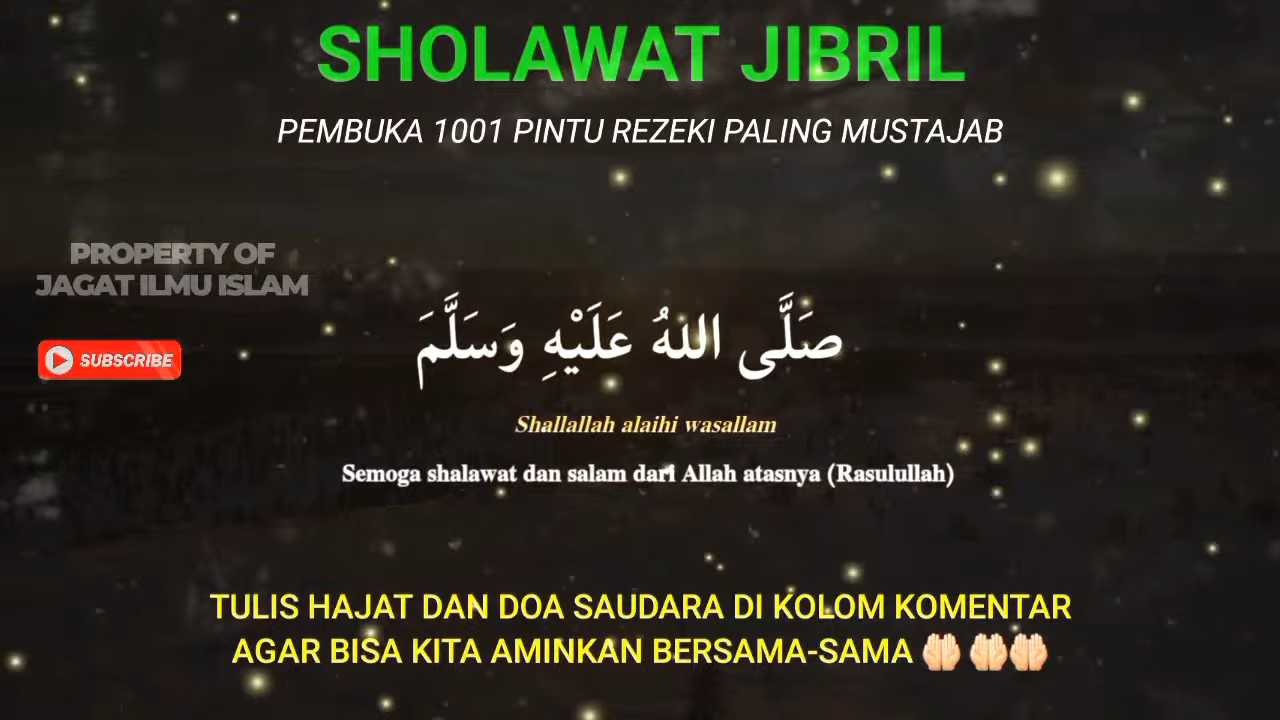 SHOLAWAT JIBRIL
PEMBUKA 1001 PINTU REZEKI PALING MUSTAJAB
PROPERTY OF
JAGAT ILMU ISLAM
SUBSCRIBE
صَلَّى اللهُ عَلَيْهِ وَسَلَّمَ
Shallallah alaihi wasallam
Semoga shalawat dan salam dari Allah atasnya (Rasulullah)
TULIS HAJAT DAN DOA SAUDARA DI KOLOM KOMENTAR
AGAR BISA KITA AMINKAN BERSAMA-SAMA 🤲🏻 🤲🏻🤲🏻